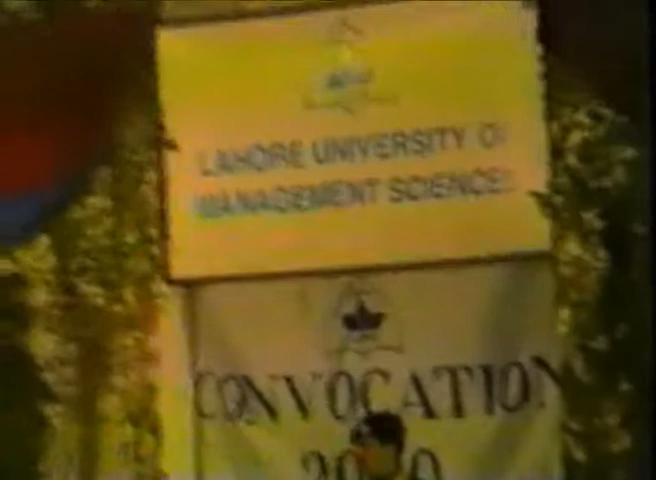 LAHORE UNIVERSITY OF
MANAGEMENT SCIENCES
CONVOCATION